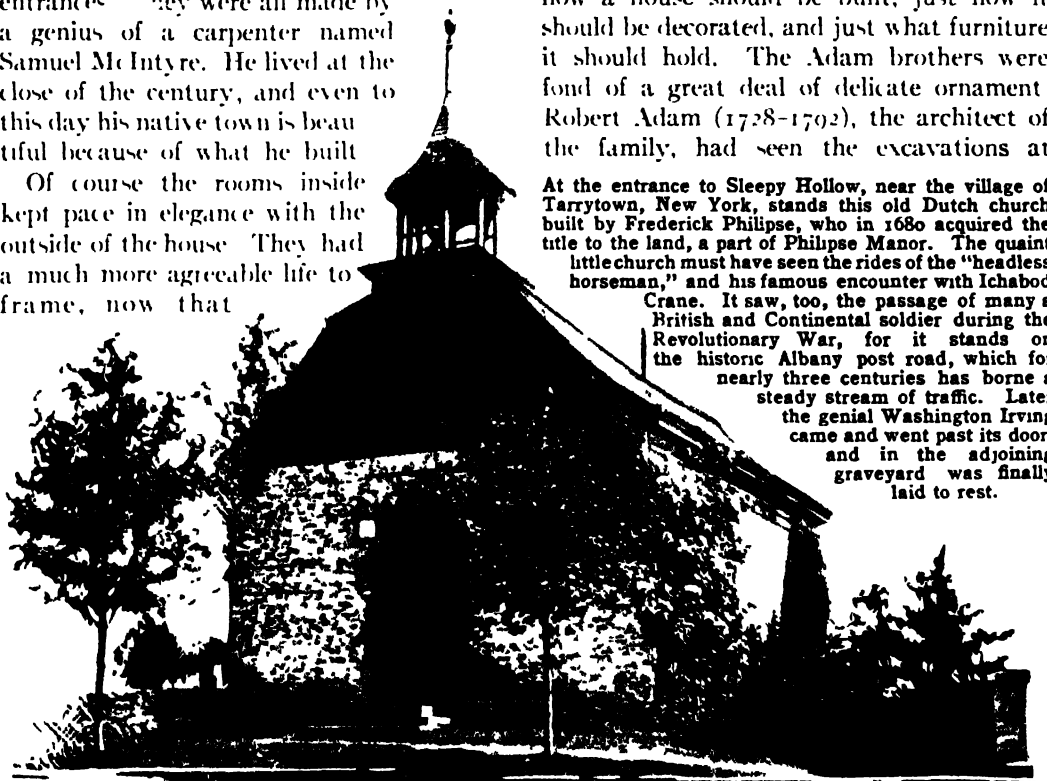 entrances They were all made by
a genius of a carpenter named
Samuel McIntyre. He lived at the
close of the century, and even to
this day his native town is beau
tiful because of what he built
Of course the rooms inside
kept pace in elegance with the
outside of the house They had
a much more agreeable life to
frame, now that
how a house should be built, just how it
should be decorated, and just what furniture
it should hold. The Adam brothers were
fond of a great deal of delicate ornament
Robert Adam (1728-1792), the architect of
the family, had seen the excavations at
At the entrance to Sleepy Hollow, near the village of
Tarrytown, New York, stands this old Dutch church
built by Frederick Philipse, who in 1680 acquired the
title to the land, a part of Philipse Manor. The quaint
little church must have seen the rides of the "headless
horseman," and his famous encounter with Ichabod
Crane. It saw, too, the passage of many a
British and Continental soldier during the
Revolutionary War, for it stands on
the historic Albany post road, which for
nearly three centuries has borne a
steady stream of traffic. Later
the genial Washington Irving
came and went past its door
and in the adjoining
graveyard was finally
laid to rest.